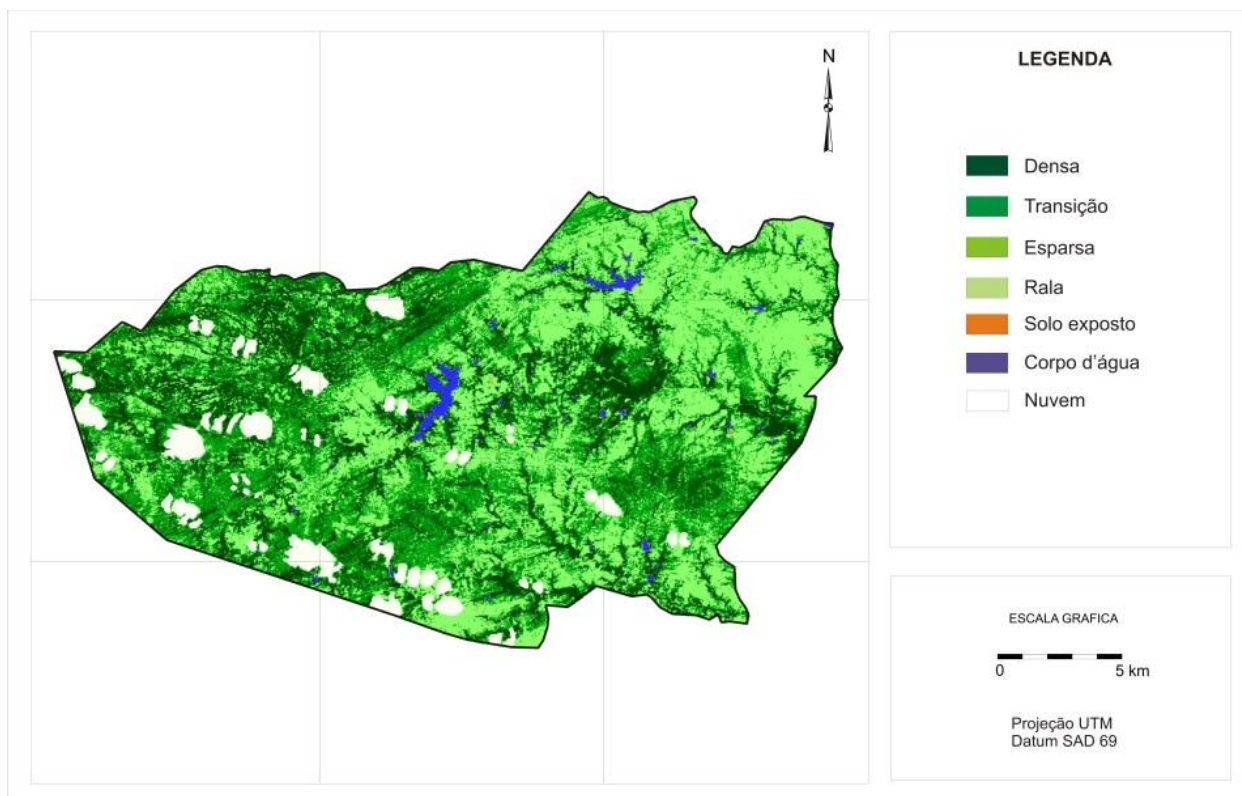 N
LEGENDA
Densa
Transição
Esparsa
Rala
Solo exposto
Corpo d'água
Nuvem
ESCALA GRAFICA
0 5 km
Projeção UTM
Datum SAD 69